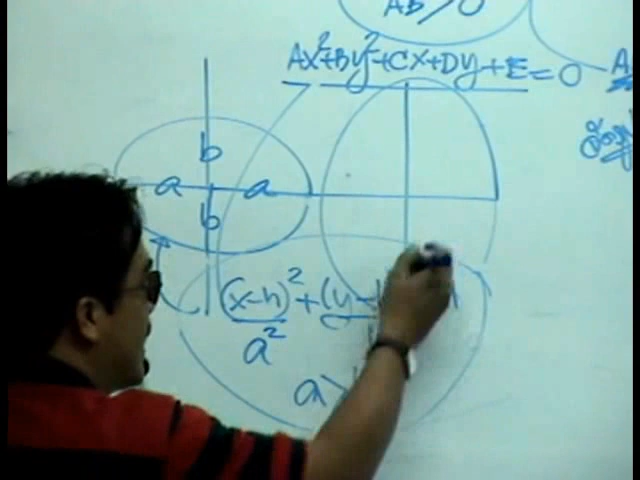 AB > 0
Ax²+By²+Cx+Dy+E=0
b
a a
b
(x-h)² + (y-
a²
a >